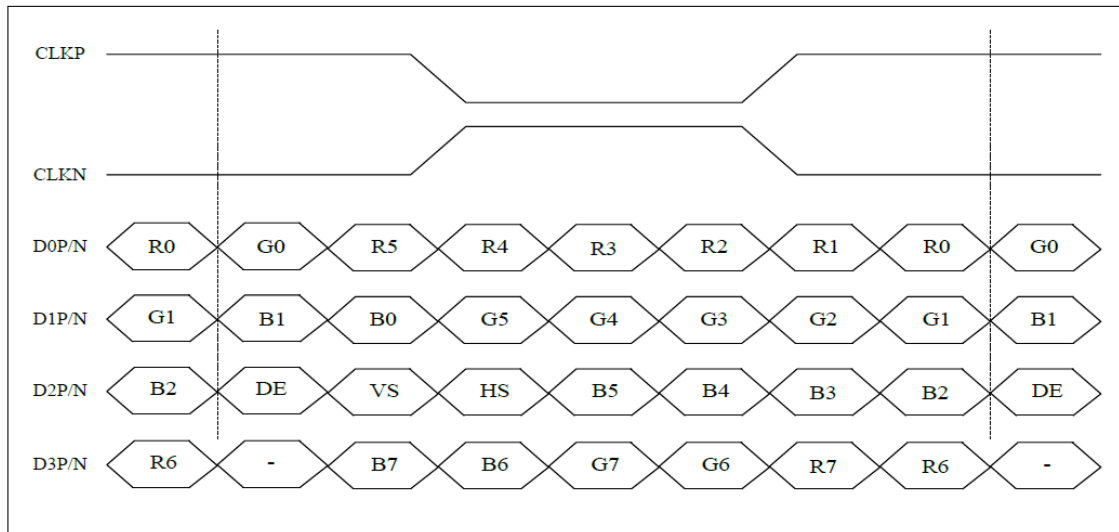 CLKP
CLKN
D0P/N R0 G0 R5 R4 R3 R2 R1 R0 G0
D1P/N G1 B1 B0 G5 G4 G3 G2 G1 B1
D2P/N B2 DE VS HS B5 B4 B3 B2 DE
D3P/N R6 - B7 B6 G7 G6 R7 R6 -